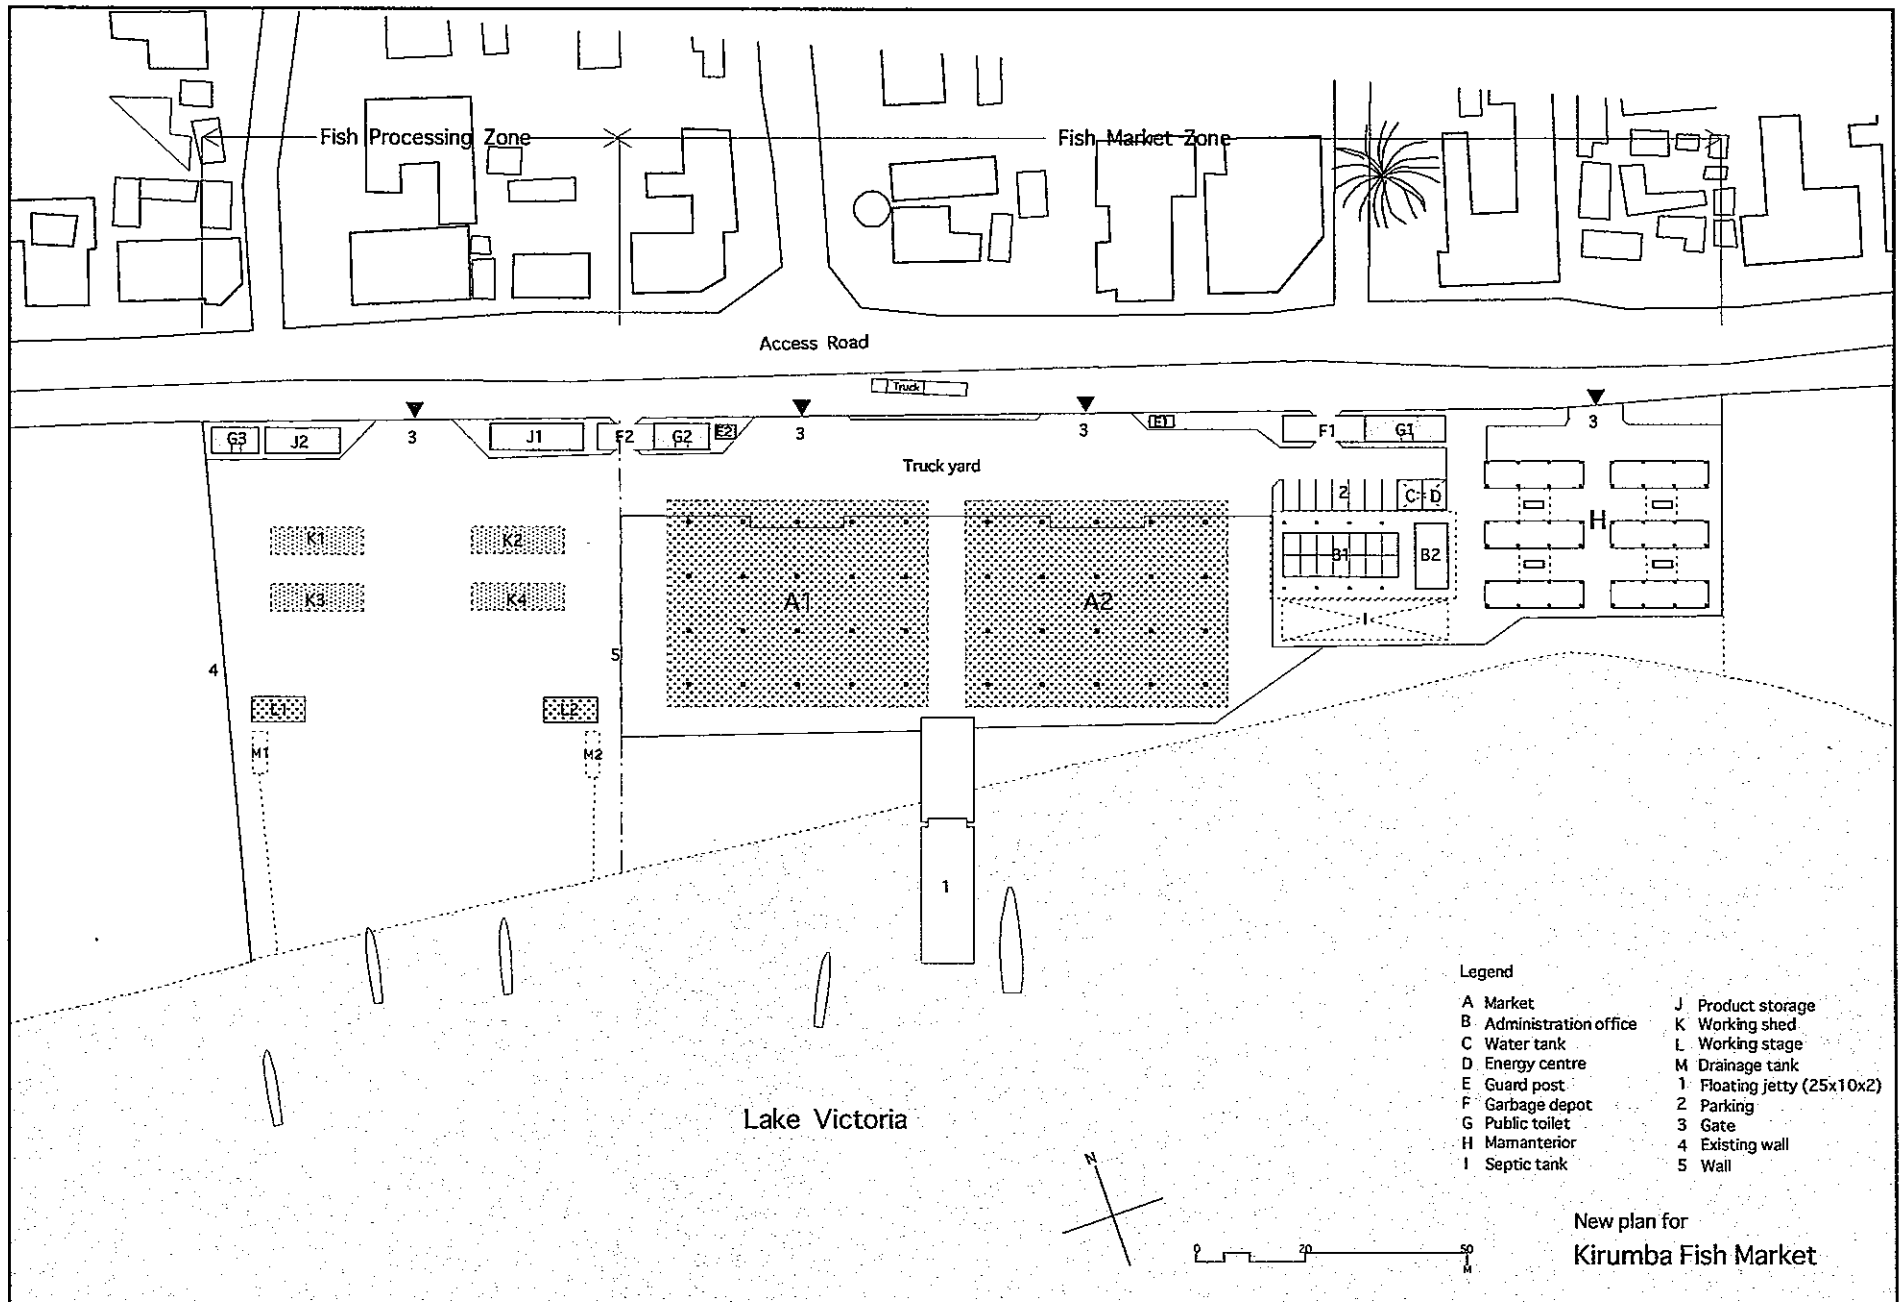 Fish Processing Zone
Fish Market Zone
Access Road
Truck
3
3
3
3
G3
J2
J1
F2
G2
E2
E1
F1
G1
Truck yard
2
C
D
K1
K2
B1
B2
H
K3
K4
A1
A2
I
4
5
L1
L2
M1
M2
1
Lake Victoria
Legend
A Market
B Administration office
C Water tank
D Energy centre
E Guard post
F Garbage depot
G Public toilet
H Mamanterior
I Septic tank
J Product storage
K Working shed
L Working stage
M Drainage tank
1 Floating jetty (25x10x2)
2 Parking
3 Gate
4 Existing wall
5 Wall
N
0 20 50
M
New plan for
Kirumba Fish Market